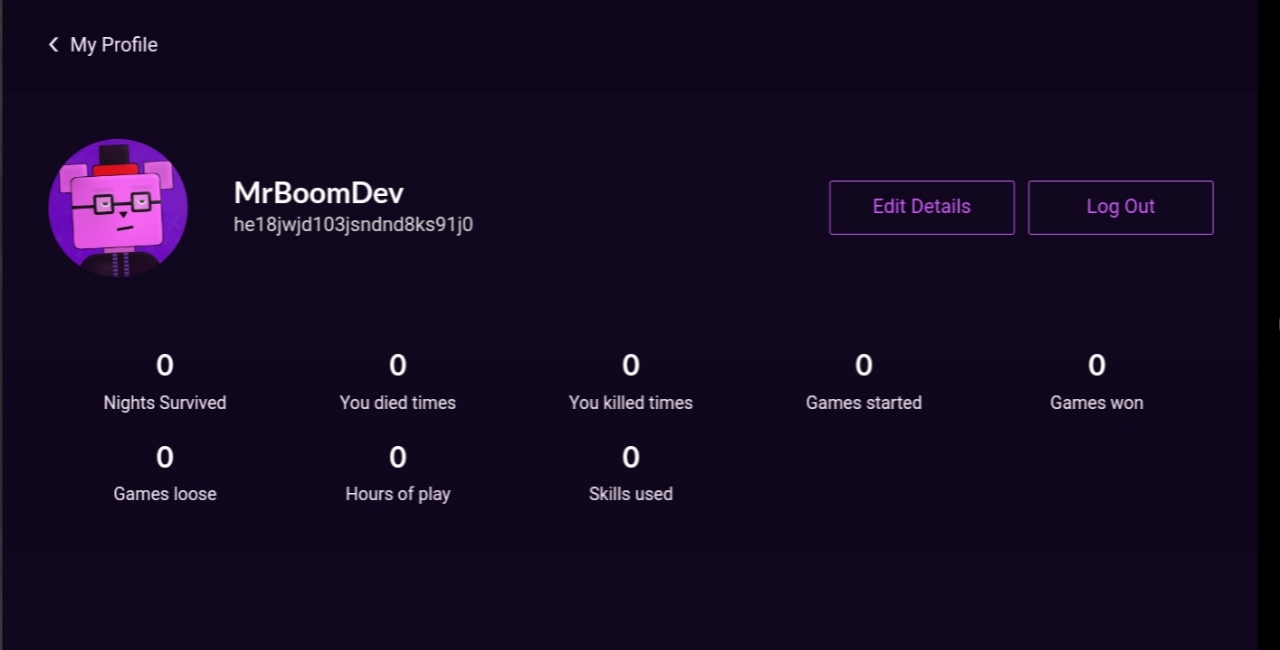 My Profile
MrBoomDev
he18jwjd103jsndnd8ks91j0
Edit Details
Log Out
0
0
0
0
0
Nights Survived
You died times
You killed times
Games started
Games won
0
0
0
Games loose
Hours of play
Skills used